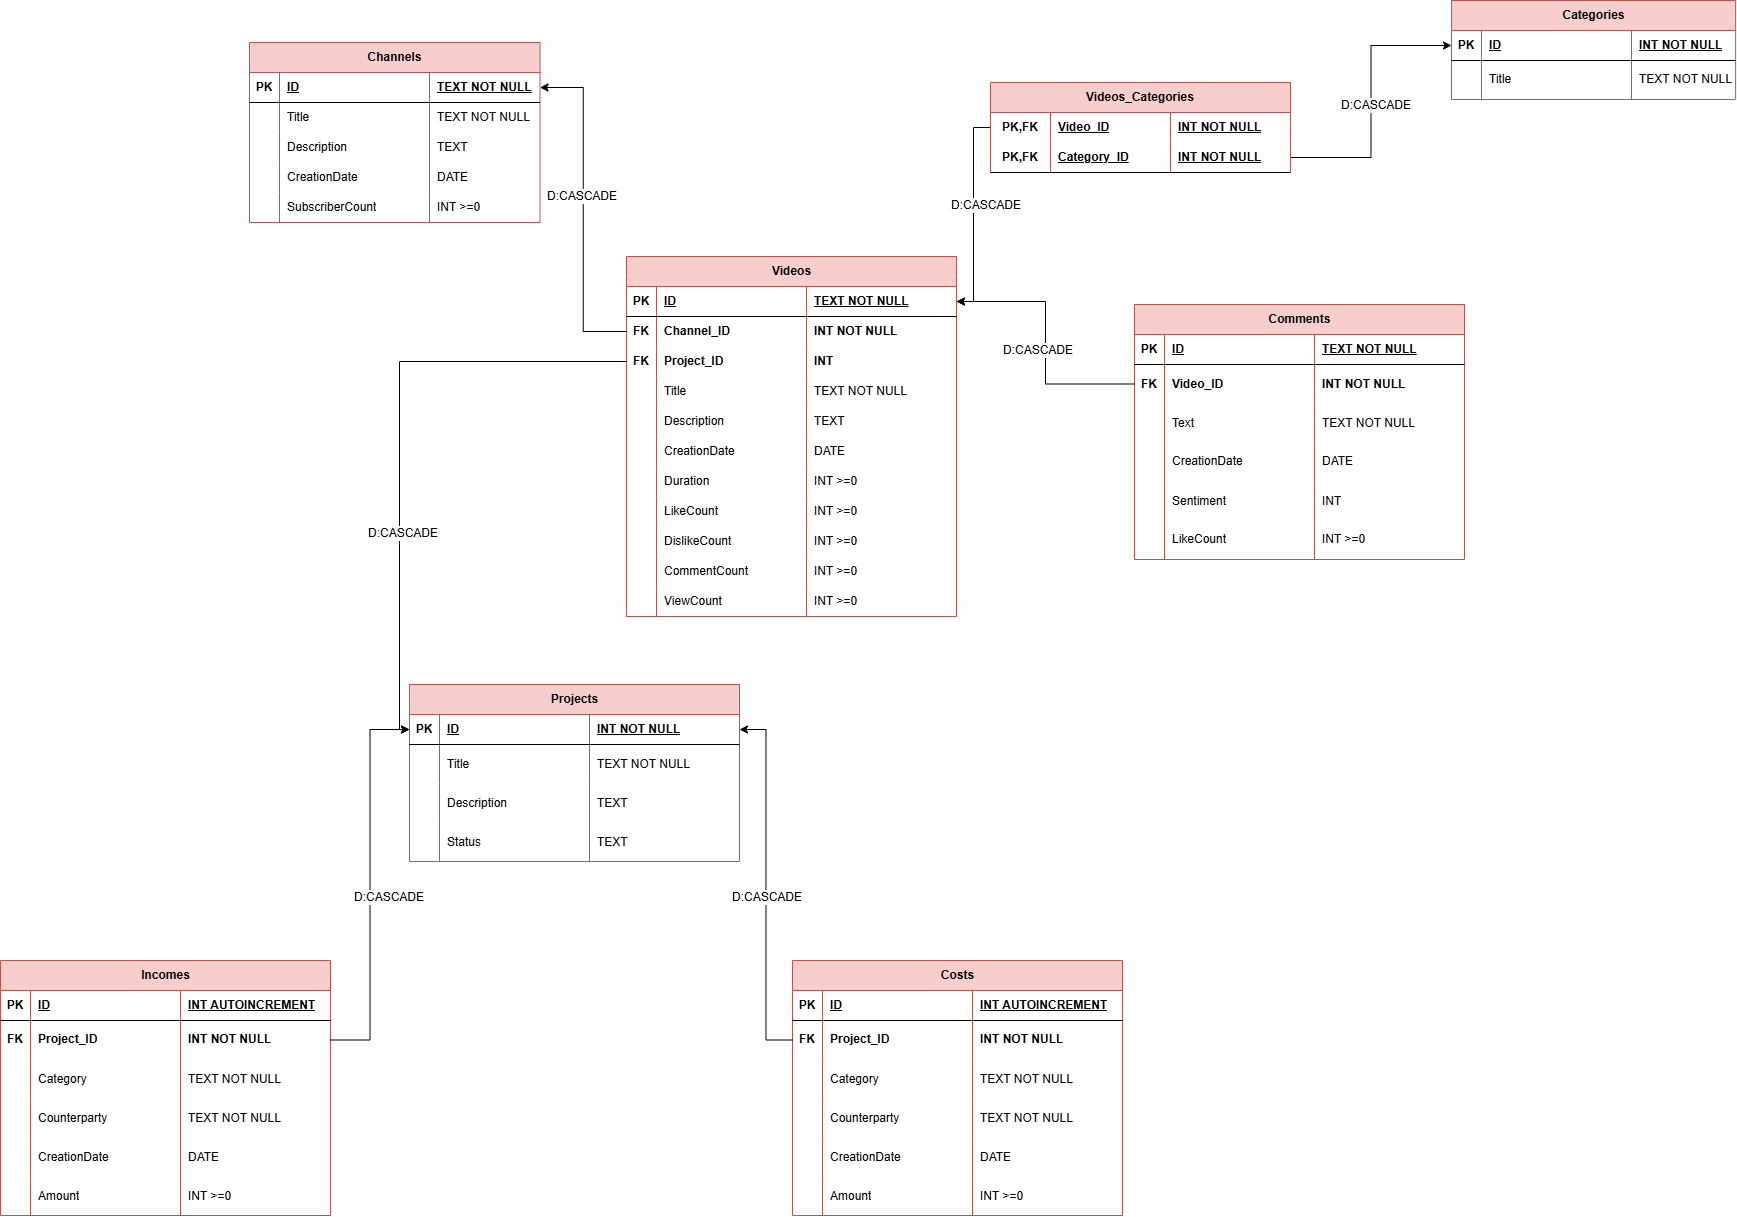 Categories
PK ID INT NOT NULL
Title TEXT NOT NULL
Channels
PK ID TEXT NOT NULL
Title TEXT NOT NULL
Description TEXT
CreationDate DATE
SubscriberCount INT >=0
D:CASCADE
Videos_Categories
PK,FK Video_ID INT NOT NULL
PK,FK Category_ID INT NOT NULL
D:CASCADE
D:CASCADE
Videos
PK ID TEXT NOT NULL
FK Channel_ID INT NOT NULL
FK Project_ID INT
Title TEXT NOT NULL
Description TEXT
CreationDate DATE
Duration INT >=0
LikeCount INT >=0
DislikeCount INT >=0
CommentCount INT >=0
ViewCount INT >=0
D:CASCADE
Comments
PK ID TEXT NOT NULL
FK Video_ID INT NOT NULL
Text TEXT NOT NULL
CreationDate DATE
Sentiment INT
LikeCount INT >=0
D:CASCADE
Projects
PK ID INT NOT NULL
Title TEXT NOT NULL
Description TEXT
Status TEXT
D:CASCADE
D:CASCADE
Incomes
PK ID INT AUTOINCREMENT
FK Project_ID INT NOT NULL
Category TEXT NOT NULL
Counterparty TEXT NOT NULL
CreationDate DATE
Amount INT >=0
Costs
PK ID INT AUTOINCREMENT
FK Project_ID INT NOT NULL
Category TEXT NOT NULL
Counterparty TEXT NOT NULL
CreationDate DATE
Amount INT >=0